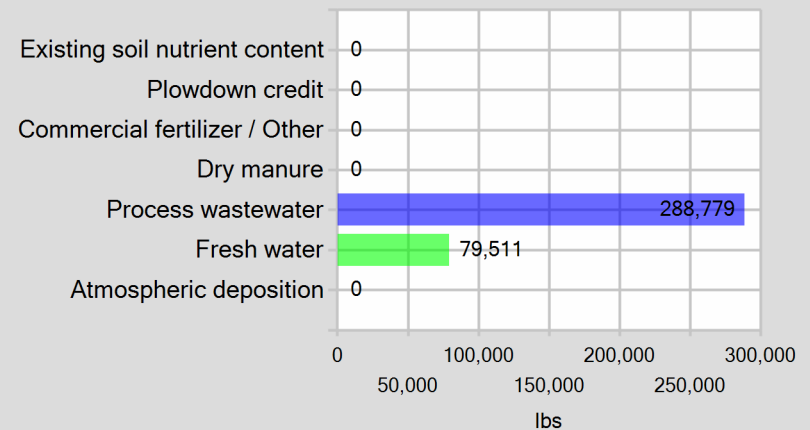 Existing soil nutrient content 0
Plowdown credit 0
Commercial fertilizer / Other 0
Dry manure 0
Process wastewater 288,779
Fresh water 79,511
Atmospheric deposition 0
0 100,000 200,000 300,000
50,000 150,000 250,000
lbs